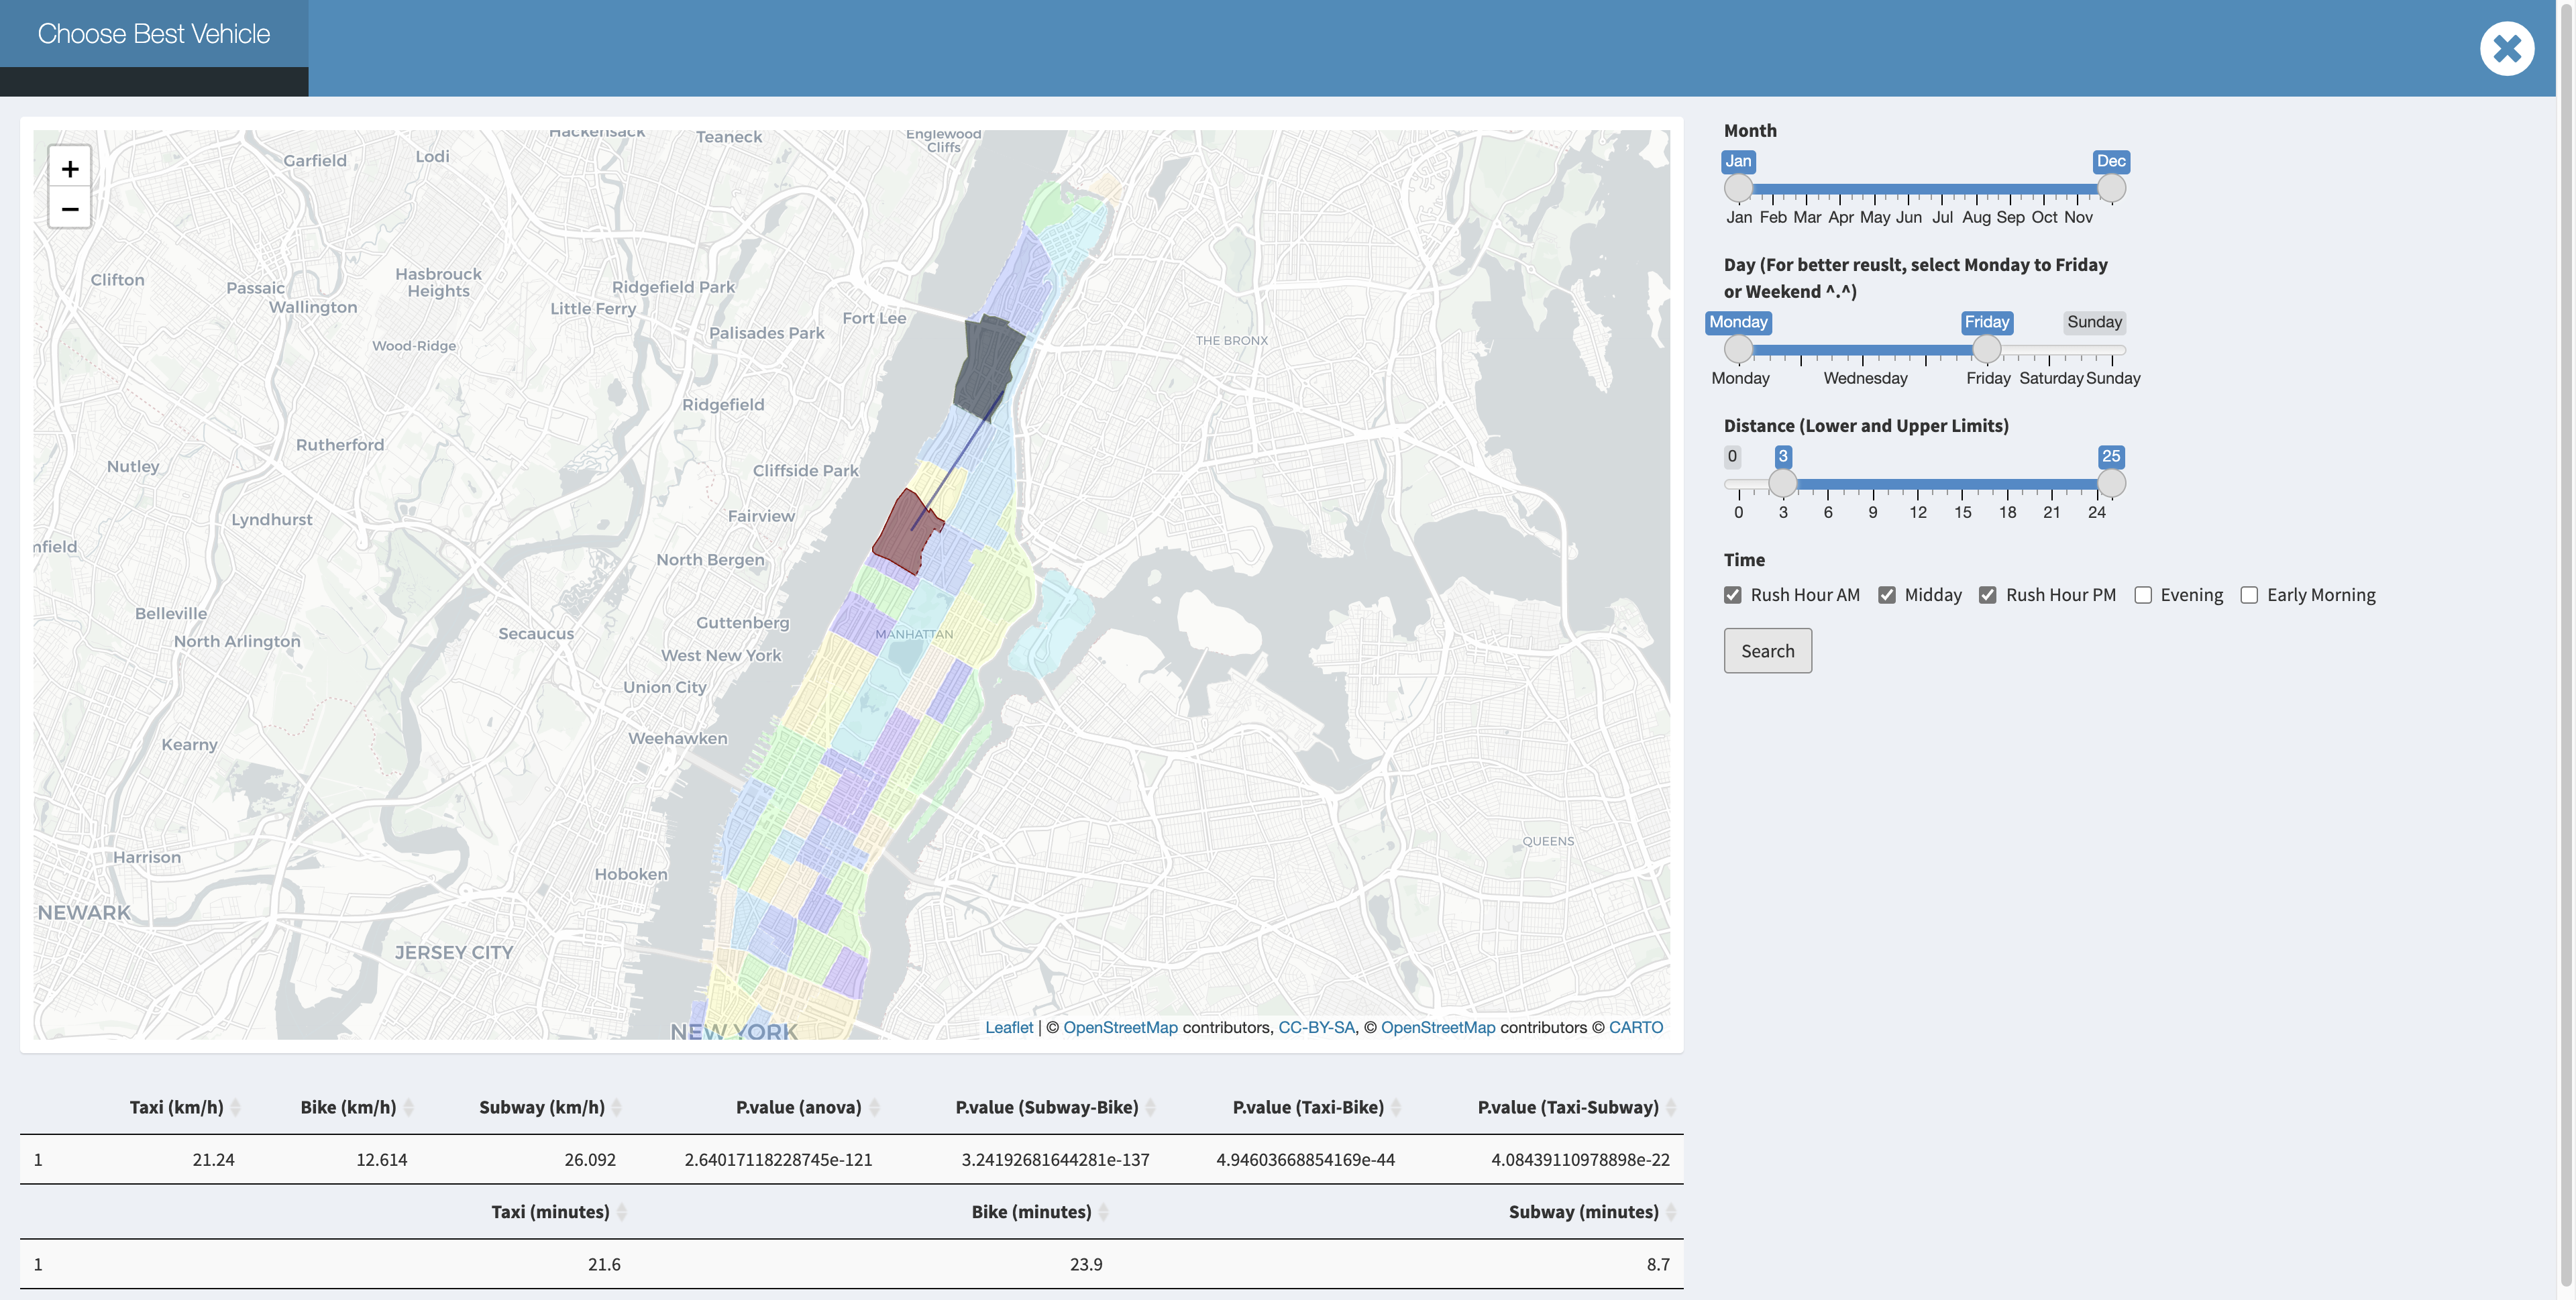 Choose Best Vehicle
Hackensack
Teaneck
Englewood
Cliffs
Garfield
Lodi
+
−
Clifton
Passaic
Wallington
Hasbrouck
Heights
Ridgefield Park
Little Ferry
Fort Lee
Palisades Park
Wood-Ridge
THE BRONX
Ridgefield
Rutherford
Nutley
Cliffside Park
Lyndhurst
Fairview
nfield
North Bergen
Belleville
North Arlington
Secaucus
Guttenberg
MANHATTAN
West New York
Union City
Kearny
Weehawken
Harrison
Hoboken
QUEENS
NEWARK
JERSEY CITY
NEW YORK
Leaflet | © OpenStreetMap contributors, CC-BY-SA, © OpenStreetMap contributors © CARTO
Month
Jan Dec
Jan Feb Mar Apr May Jun Jul Aug Sep Oct Nov
Day (For better reuslt, select Monday to Friday
or Weekend ^.^)
Monday Friday Sunday
Monday Wednesday Friday Saturday Sunday
Distance (Lower and Upper Limits)
0 3 25
0 3 6 9 12 15 18 21 24
Time
Rush Hour AM Midday Rush Hour PM Evening Early Morning
Search
Taxi (km/h) Bike (km/h) Subway (km/h) P.value (anova) P.value (Subway-Bike) P.value (Taxi-Bike) P.value (Taxi-Subway)
1 21.24 12.614 26.092 2.64017118228745e-121 3.24192681644281e-137 4.94603668854169e-44 4.08439110978898e-22
Taxi (minutes) Bike (minutes) Subway (minutes)
1 21.6 23.9 8.7